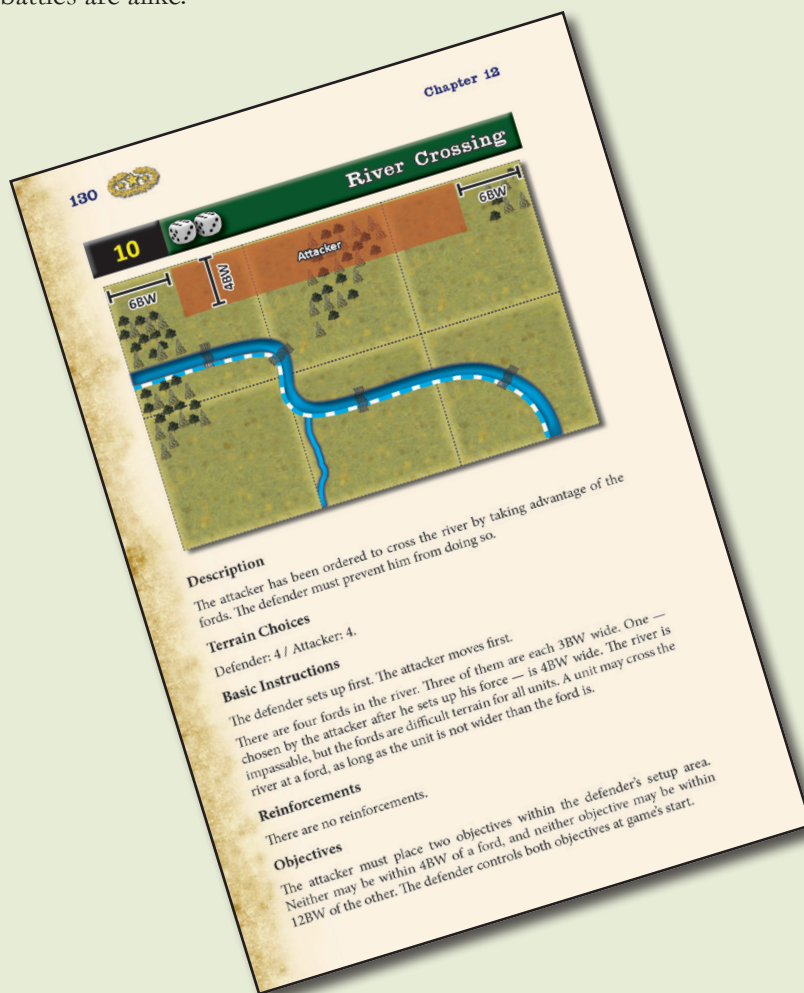 battles are alike.
Chapter 12
130
River Crossing
10
6BW
4BW
Attacker
6BW
Description
The attacker has been ordered to cross the river by taking advantage of the
fords. The defender must prevent him from doing so.
Terrain Choices
Defender: 4 / Attacker: 4.
Basic Instructions
The defender sets up first. The attacker moves first.
There are four fords in the river. Three of them are each 3BW wide. One —
chosen by the attacker after he sets up his force — is 4BW wide. The river is
impassable, but the fords are difficult terrain for all units. A unit may cross the
river at a ford, as long as the unit is not wider than the ford is.
Reinforcements
There are no reinforcements.
Objectives
The attacker must place two objectives within the defender's setup area.
Neither may be within 4BW of a ford, and neither objective may be within
12BW of the other. The defender controls both objectives at game's start.